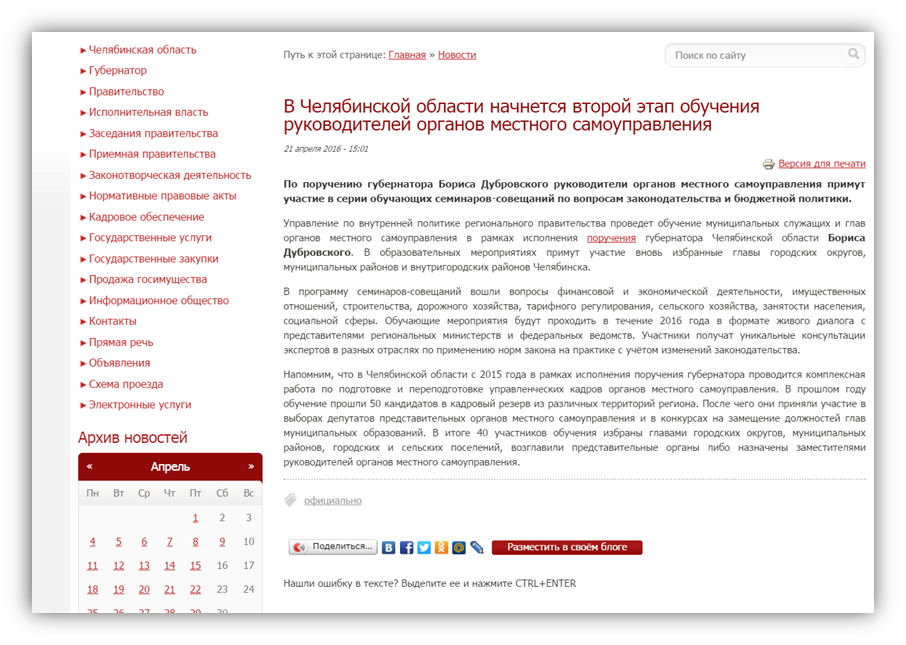 ►Челябинская область
►Губернатор
►Правительство
►Исполнительная власть
►Заседания правительства
►Приемная правительства
►Законотворческая деятельность
►Нормативные правовые акты
►Кадровое обеспечение
►Государственные услуги
►Государственные закупки
►Продажа госимущества
►Информационное общество
►Контакты
►Прямая речь
►Объявления
►Схема проезда
►Электронные услуги
Архив новостей
« Апрель »
Пн Вт Ср Чт Пт Сб Вс
1 2 3
4 5 6 7 8 9 10
11 12 13 14 15 16 17
18 19 20 21 22 23 24
25 26 27 28 29 30
Путь к этой странице: Главная » Новости
Поиск по сайту
В Челябинской области начнется второй этап обучения
руководителей органов местного самоуправления
21 апреля 2016 - 15:01
Версия для печати
По поручению губернатора Бориса Дубровского руководители органов местного самоуправления примут
участие в серии обучающих семинаров-совещаний по вопросам законодательства и бюджетной политики.
Управление по внутренней политике регионального правительства проведет обучение муниципальных служащих и глав
органов местного самоуправления в рамках исполнения поручения губернатора Челябинской области Бориса
Дубровского. В образовательных мероприятиях примут участие вновь избранные главы городских округов,
муниципальных районов и внутригородских районов Челябинска.
В программу семинаров-совещаний вошли вопросы финансовой и экономической деятельности, имущественных
отношений, строительства, дорожного хозяйства, тарифного регулирования, сельского хозяйства, занятости населения,
социальной сферы. Обучающие мероприятия будут проходить в течение 2016 года в формате живого диалога с
представителями региональных министерств и федеральных ведомств. Участники получат уникальные консультации
экспертов в разных отраслях по применению норм закона на практике с учётом изменений законодательства.
Напомним, что в Челябинской области с 2015 года в рамках исполнения поручения губернатора проводится комплексная
работа по подготовке и переподготовке управленческих кадров органов местного самоуправления. В прошлом году
обучение прошли 50 кандидатов в кадровый резерв из различных территорий региона. После чего они приняли участие в
выборах депутатов представительных органов местного самоуправления и в конкурсах на замещение должностей глав
муниципальных образований. В итоге 40 участников обучения избраны главами городских округов, муниципальных
районов, городских и сельских поселений, возглавили представительные органы либо назначены заместителями
руководителей органов местного самоуправления.
официально
Поделиться... Разместить в своём блоге
Нашли ошибку в тексте? Выделите ее и нажмите CTRL+ENTER